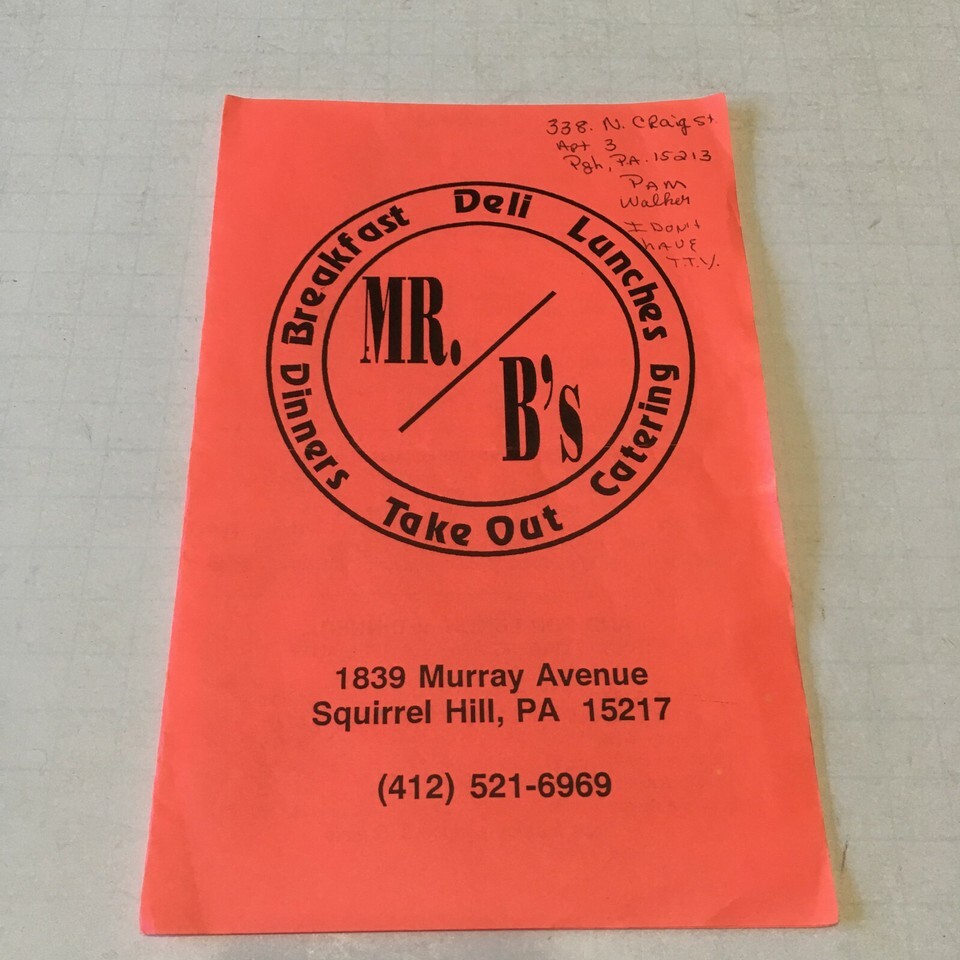 338. N. Craig St.
Apt 3
Pgh, P.A. 15213
Pam
Walker
I DON't
HAVE
T.T.Y.
Breakfast Deli Lunches
MR.
B's
Dinners Take Out Catering
1839 Murray Avenue
Squirrel Hill, PA 15217
(412) 521-6969